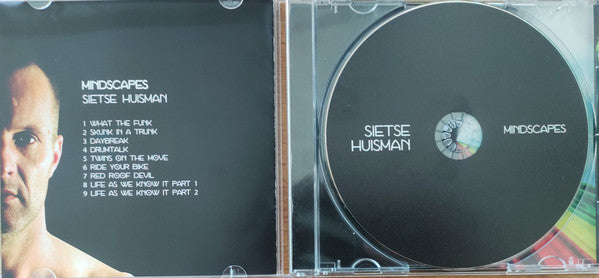 MINDSCAPES
SIETSE HUISMAN
1 WHAT THE FUNK
2 SKUNK IN A TRUNK
3 DAYBREAK
4 DRUMTALK
5 TWINS ON THE MOVE
6 RIDE YOUR BIKE
7 RED ROOF DEVIL
8 LIFE AS WE KNOW IT PART 1
9 LIFE AS WE KNOW IT PART 2
SIETSE
HUISMAN
MINDSCAPES